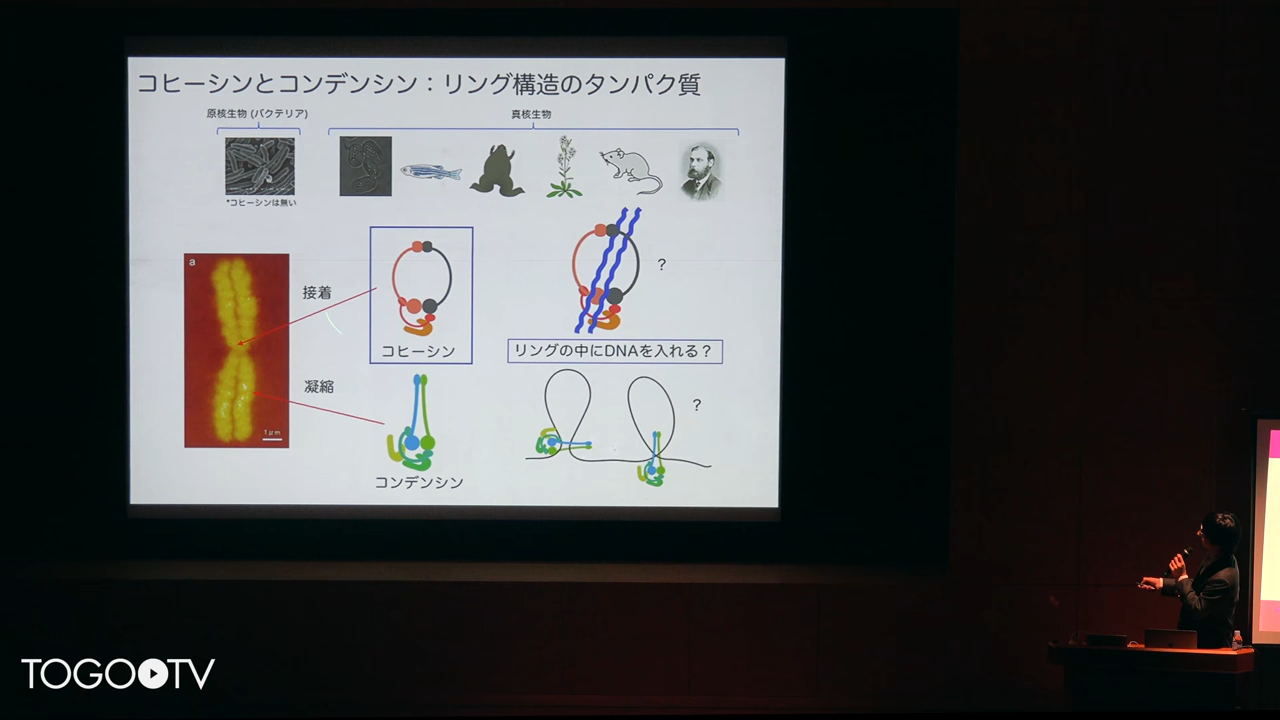 コヒーシンとコンデンシン：リング構造のタンパク質
原核生物 (バクテリア)
真核生物
*コヒーシンは無い
a
接着
?
コヒーシン
リングの中にDNAを入れる？
凝縮
?
1μm
コンデンシン
TOGOTV